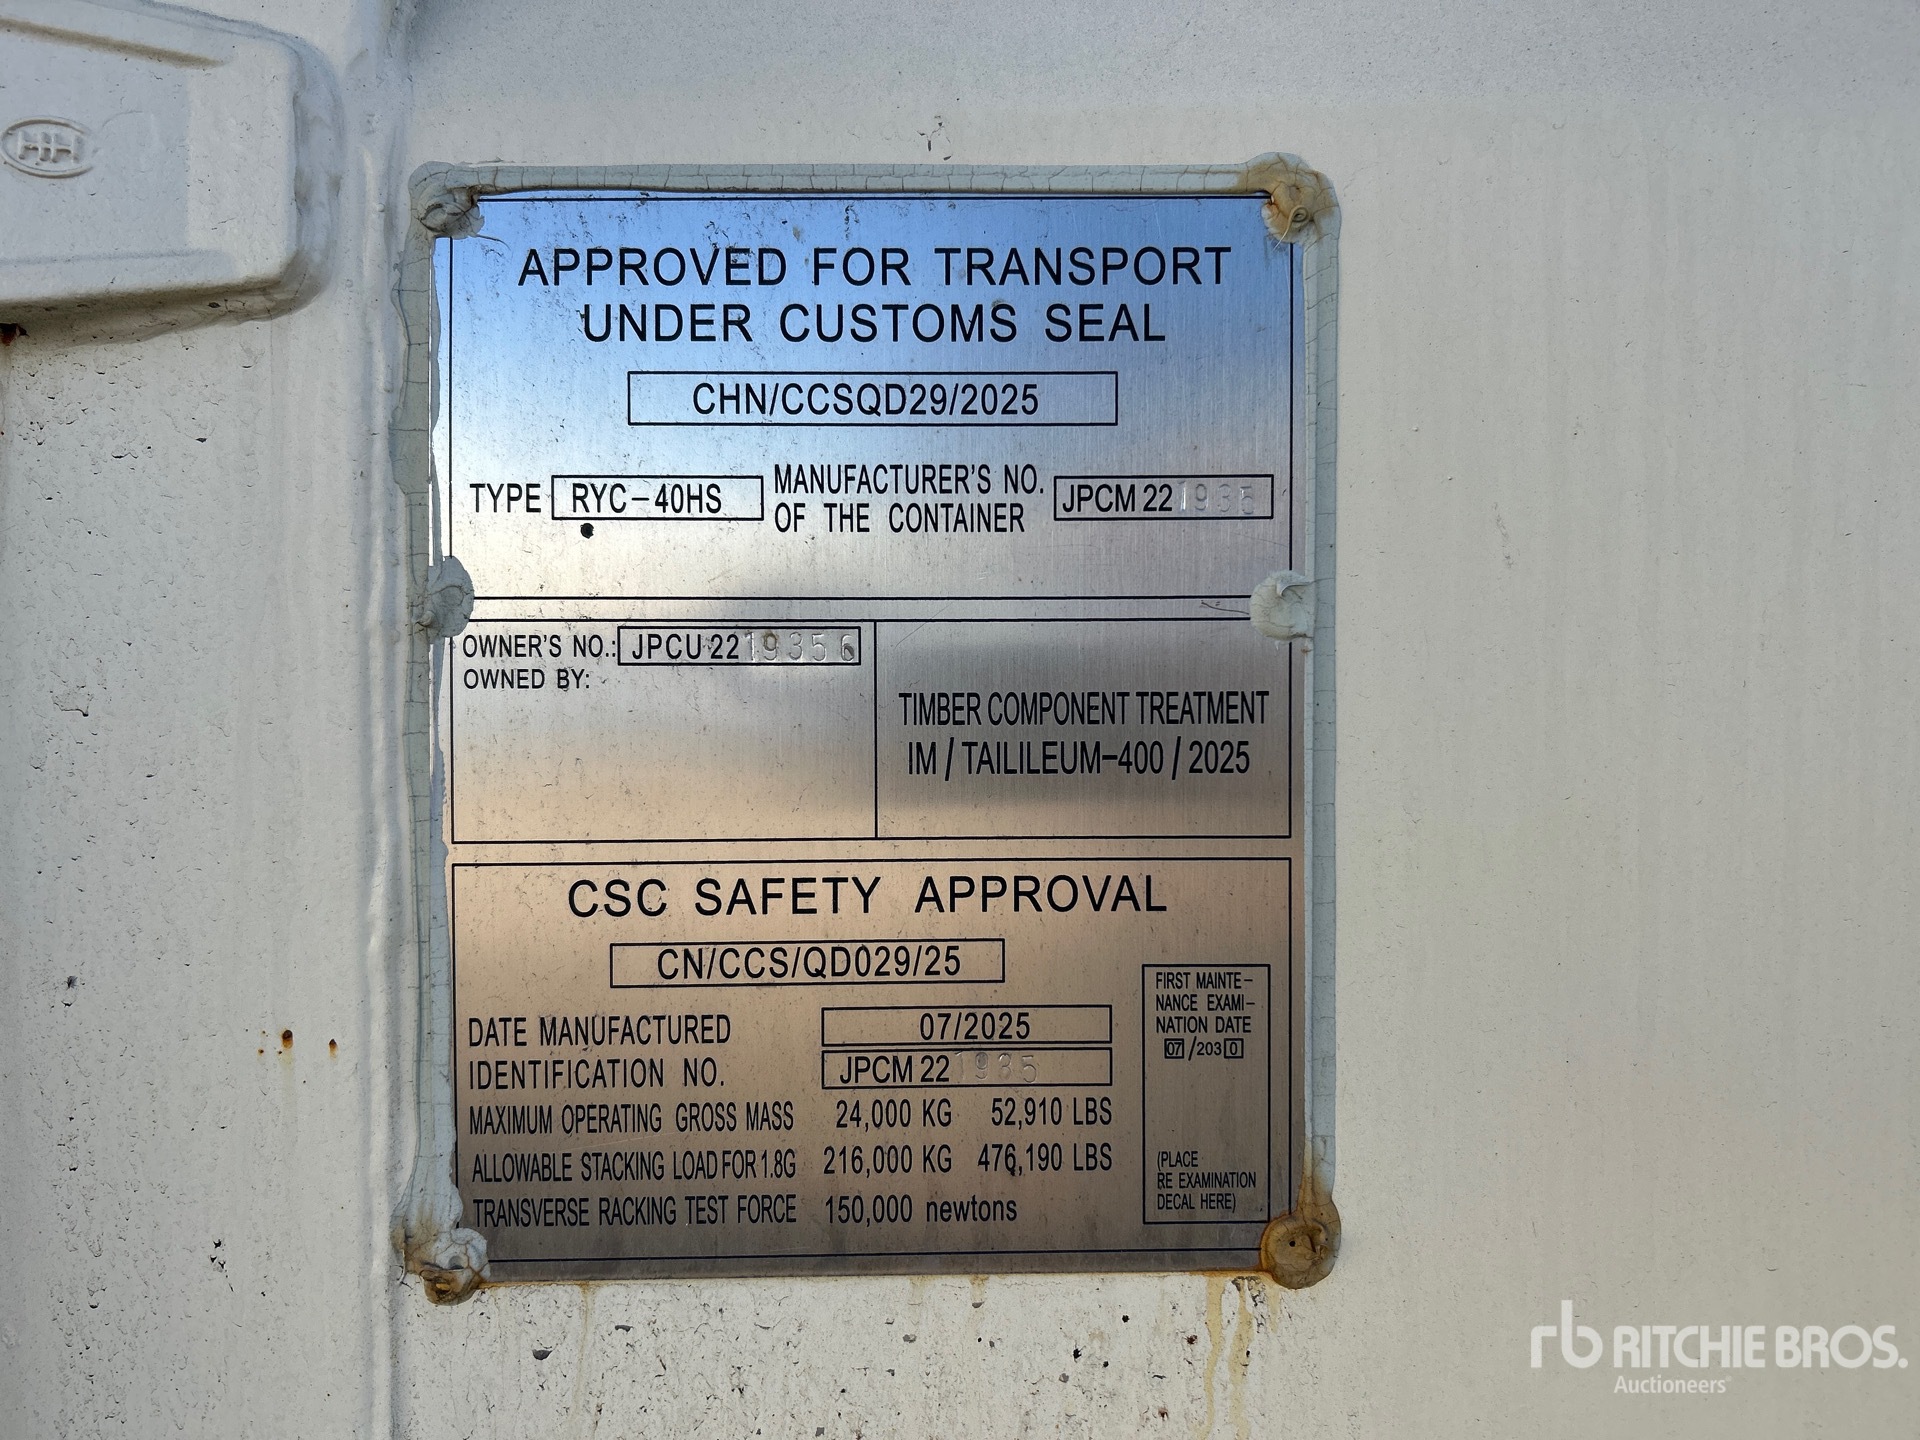 HJH
APPROVED FOR TRANSPORT
UNDER CUSTOMS SEAL
CHN/CCSQD29/2025
TYPE RYC-40HS MANUFACTURER'S NO. OF THE CONTAINER JPCM 221935
OWNER'S NO.: JPCU 2219356
OWNED BY:
TIMBER COMPONENT TREATMENT
IM / TAILILEUM-400 / 2025
CSC SAFETY APPROVAL
CN/CCS/QD029/25
DATE MANUFACTURED 07/2025
IDENTIFICATION NO. JPCM 221935
MAXIMUM OPERATING GROSS MASS 24,000 KG 52,910 LBS
ALLOWABLE STACKING LOAD FOR 1.8G 216,000 KG 476,190 LBS
TRANSVERSE RACKING TEST FORCE 150,000 newtons
FIRST MAINTE-
NANCE EXAMI-
NATION DATE
07/2030
(PLACE
RE EXAMINATION
DECAL HERE)
rb RITCHIE BROS.
Auctioneers